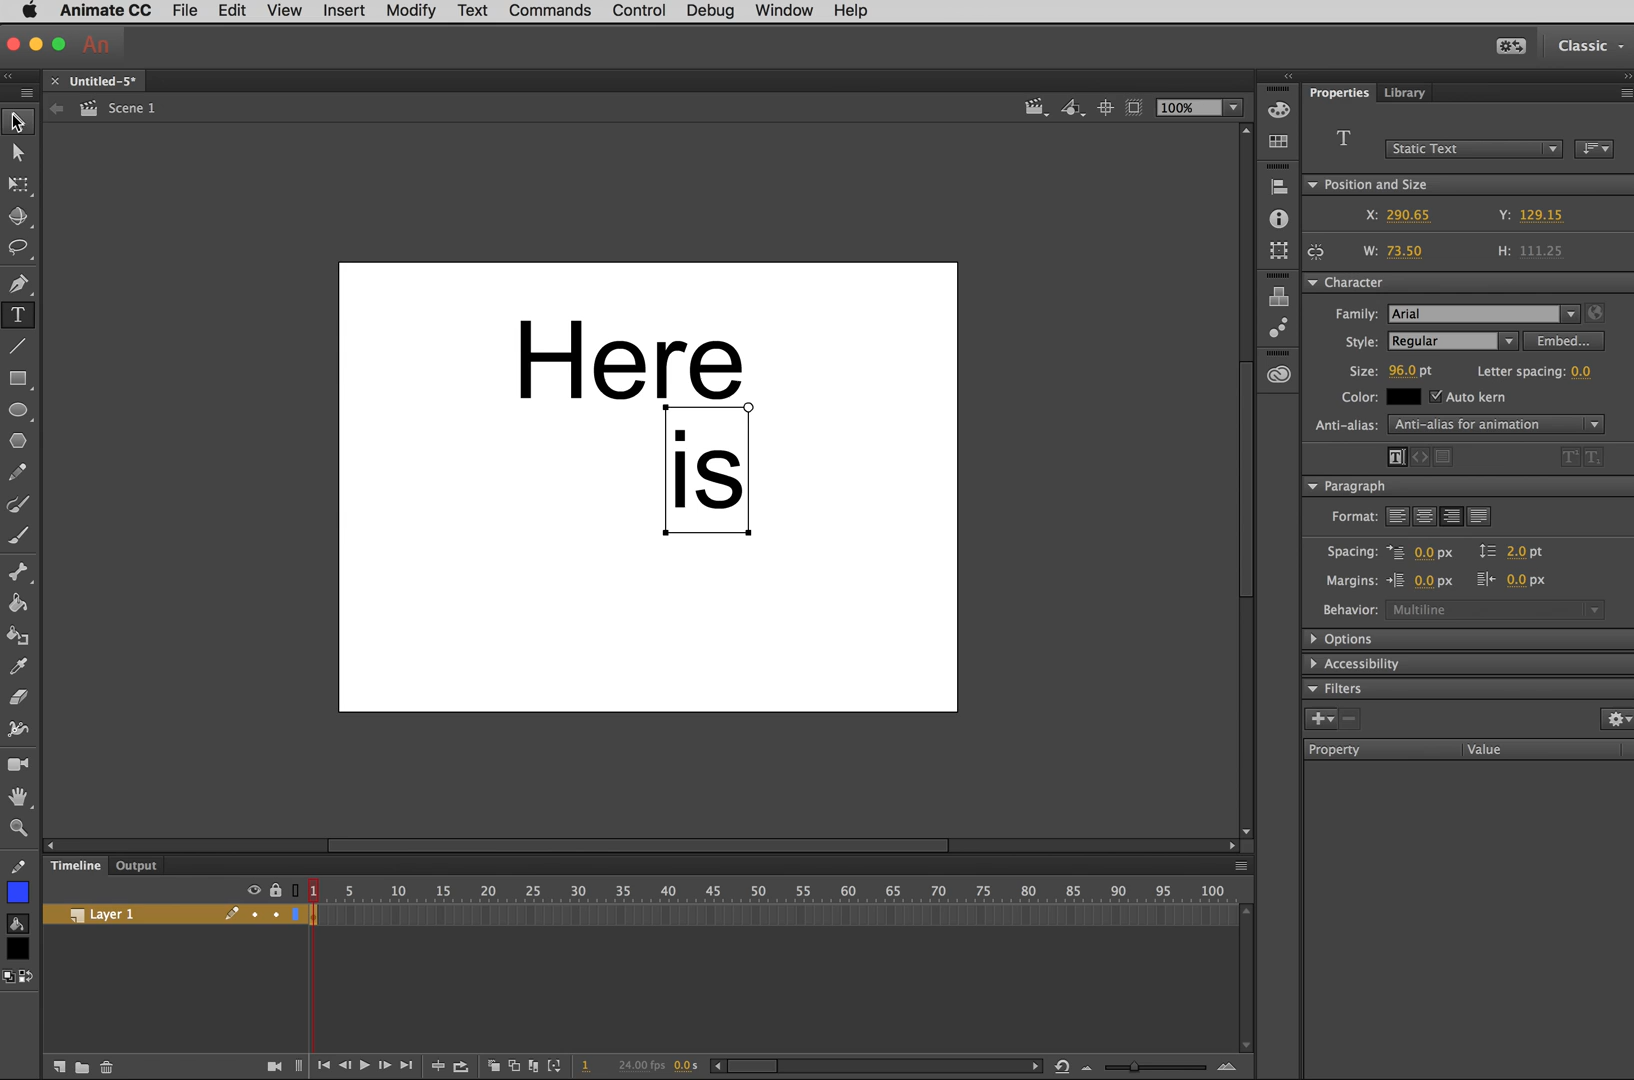 Animate CC File Edit View Insert Modify Text Commands Control Debug Window Help
An Classic
Untitled-5* Properties Library
Scene 1 100%
T Static Text
Position and Size
X: 290.65 Y: 129.15
W: 73.50 H: 111.25
Character
Family: Arial
Style: Regular Embed...
Size: 96.0 pt Letter spacing: 0.0
Color: Auto kern
Anti-alias: Anti-alias for animation
Here
is
Paragraph
Format:
Spacing: 0.0 px 2.0 pt
Margins: 0.0 px 0.0 px
Behavior: Multiline
Options
Accessibility
Filters
Property Value
Timeline Output
1 5 10 15 20 25 30 35 40 45 50 55 60 65 70 75 80 85 90 95 100
Layer 1
1 24.00 fps 0.0 s